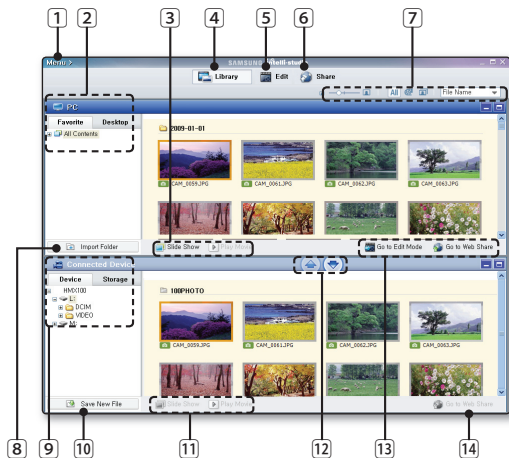 1 2 3 4 5 6 7
Menu > SAMSUNG
Library Edit Share
All File Name
PC
Favorite Desktop
All Contents
2009-01-01
CAM_0059.JPG CAM_0061.JPG CAM_0062.JPG CAM_0063.JPG
Import Folder Slide Show Play Movie Go to Edit Mode Go to Web Share
Connected Device
Device Storage
HMX100
L:
DCIM
VIDEO
M:
100PHOTO
CAM_0059.JPG CAM_0061.JPG CAM_0062.JPG CAM_0063.JPG
Save New File Slide Show Play Movie Go to Web Share
8 9 10 11 12 13 14